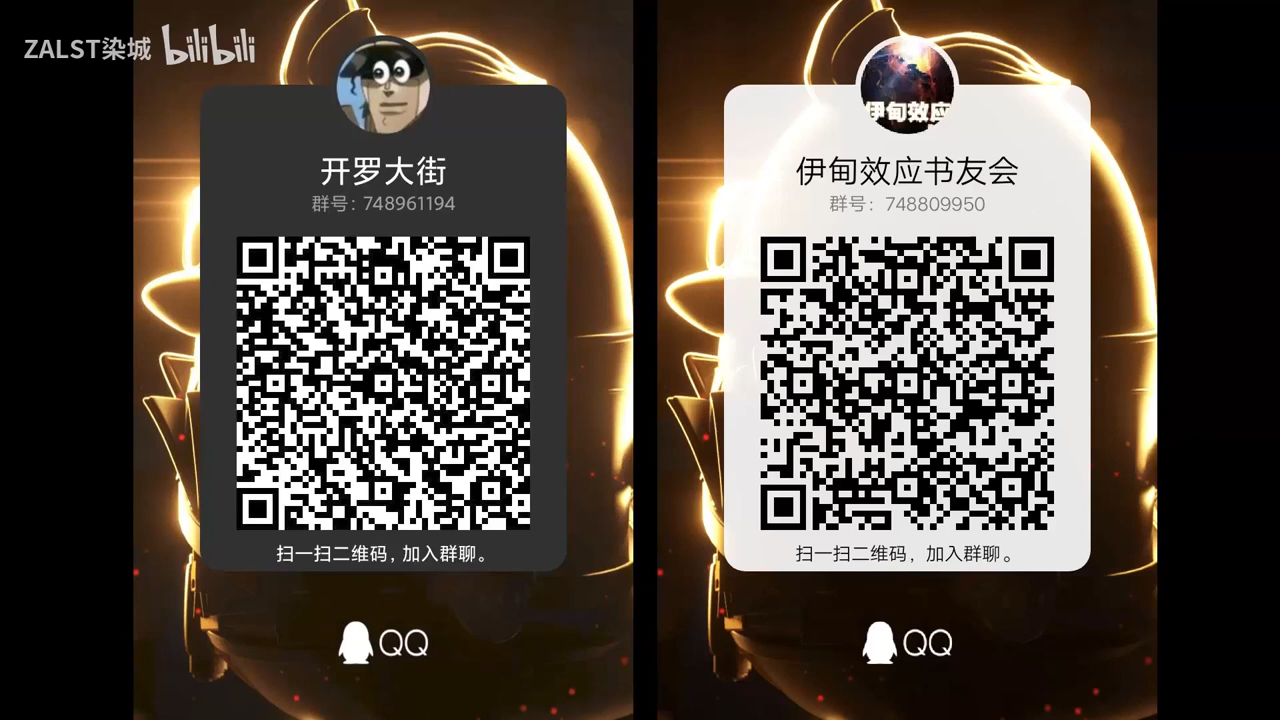 ZALST染城 bilibili
开罗大街
群号: 748961194
扫一扫二维码, 加入群聊。
QQ
伊甸效应
伊甸效应书友会
群号: 748809950
扫一扫二维码, 加入群聊。
QQ